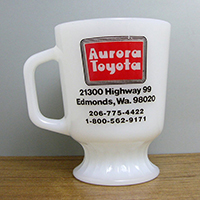 Aurora
Toyota
21300 Highway 99
Edmonds, Wa. 98020
206-775-4422
1-800-562-9171